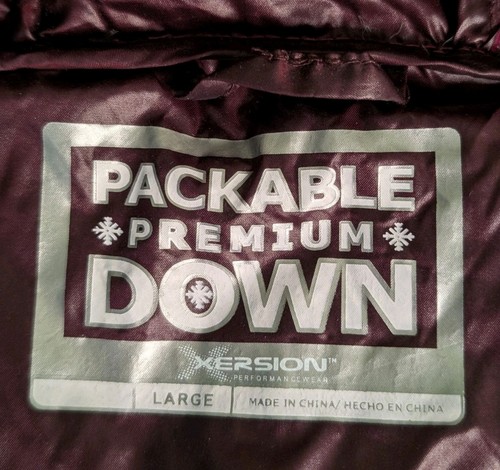 PACKABLE
PREMIUM
DOWN
XERSION™
PERFORMANCEWEAR
LARGE MADE IN CHINA/ HECHO EN CHINA